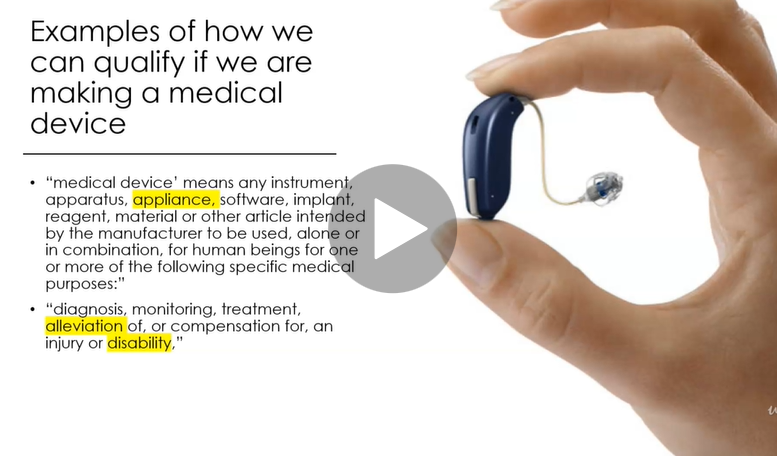 Examples of how we
can qualify if we are
making a medical
device
• “medical device’ means any instrument,
apparatus, appliance, software, implant,
reagent, material or other article intended
by the manufacturer to be used, alone or
in combination, for human beings for one
or more of the following specific medical
purposes:”
• “diagnosis, monitoring, treatment,
alleviation of, or compensation for, an
injury or disability,”